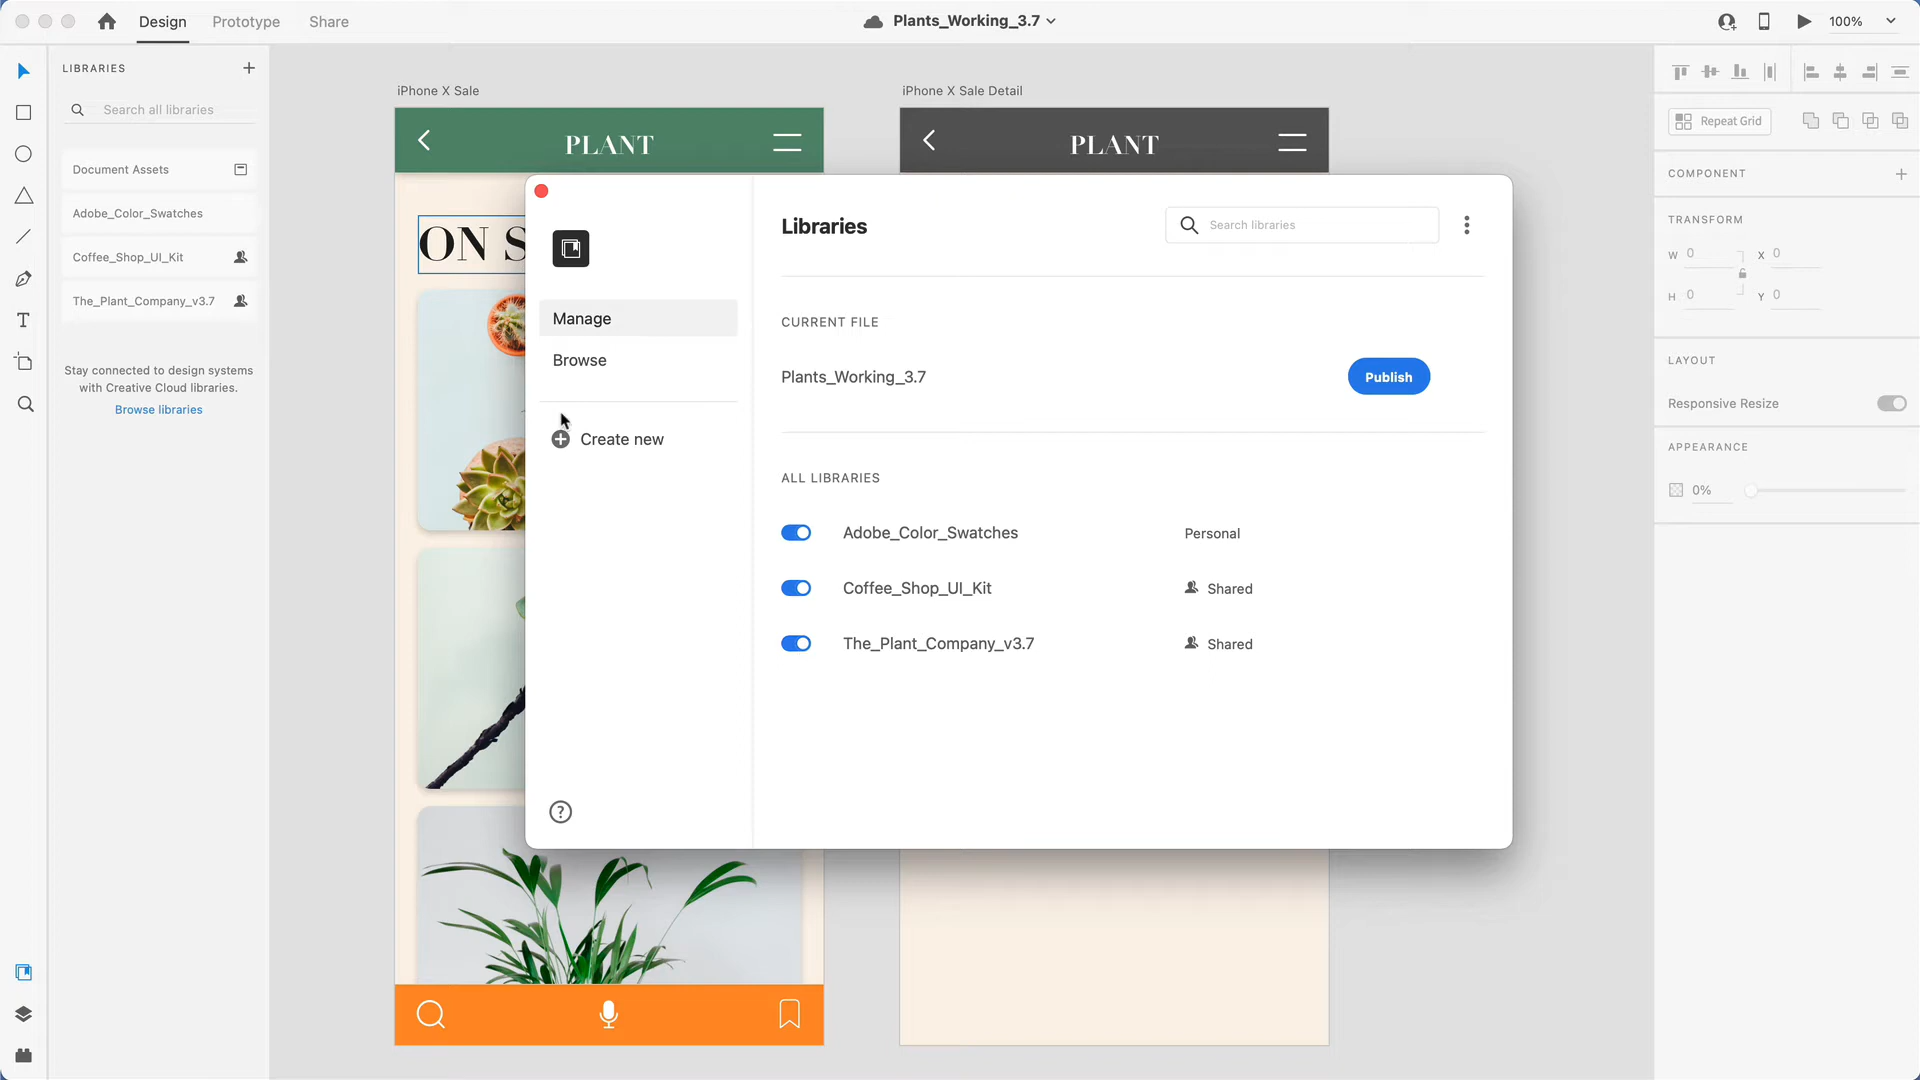 Design
Prototype
Share
Plants_Working_3.7
100%
LIBRARIES
Search all libraries
Document Assets
Adobe_Color_Swatches
Coffee_Shop_UI_Kit
The_Plant_Company_v3.7
Stay connected to design systems
with Creative Cloud libraries.
Browse libraries
iPhone X Sale
PLANT
ON S
iPhone X Sale Detail
PLANT
Manage
Browse
Create new
Libraries
Search libraries
CURRENT FILE
Plants_Working_3.7
Publish
ALL LIBRARIES
Adobe_Color_Swatches
Personal
Coffee_Shop_UI_Kit
Shared
The_Plant_Company_v3.7
Shared
Repeat Grid
COMPONENT
TRANSFORM
W 0 X 0
H 0 Y 0
LAYOUT
Responsive Resize
APPEARANCE
0%